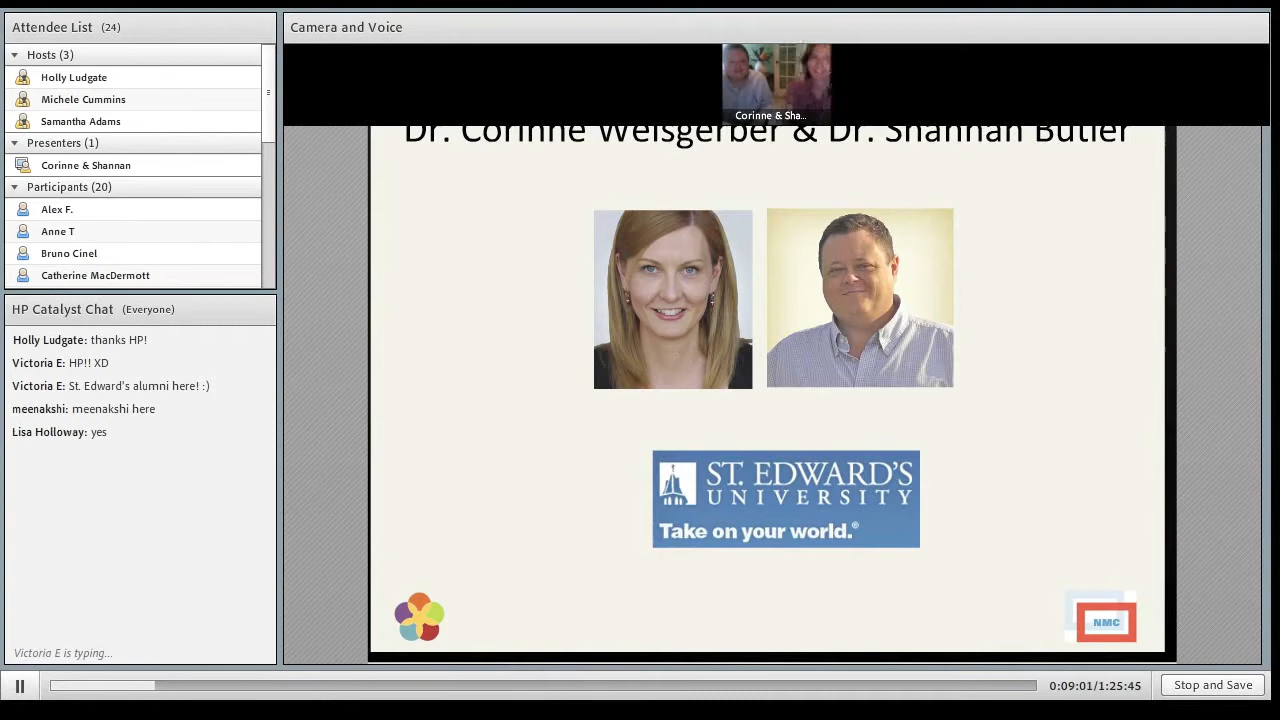 Attendee List (24)
Hosts (3)
Holly Ludgate
Michele Cummins
Samantha Adams
Presenters (1)
Corinne & Shannan
Participants (20)
Alex F.
Anne T
Bruno Cinel
Catherine MacDermott
HP Catalyst Chat (Everyone)
Holly Ludgate: thanks HP!
Victoria E: HP!! XD
Victoria E: St. Edward's alumni here! :)
meenakshi: meenakshi here
Lisa Holloway: yes
Victoria E is typing...
Camera and Voice
Corinne & Sha...
Dr. Corinne Weisgerber & Dr. Shannan Butler
ST. EDWARD'S
UNIVERSITY
Take on your world.®
NMC
0:09:01/1:25:45
Stop and Save